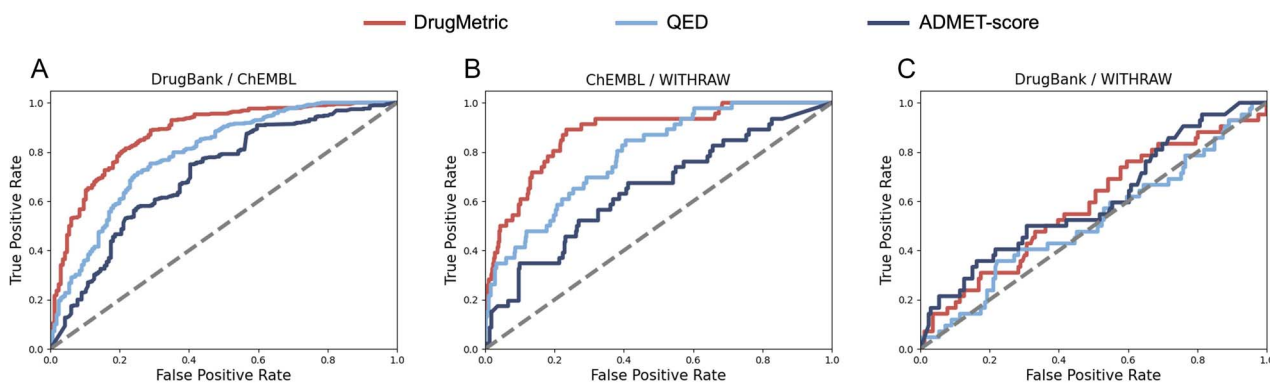 DrugMetric QED ADMET-score
A B C
DrugBank / ChEMBL ChEMBL / WITHRAW DrugBank / WITHRAW
True Positive Rate
1.0
0.8
0.6
0.4
0.2
0.0
0.0 0.2 0.4 0.6 0.8 1.0
False Positive Rate
True Positive Rate
1.0
0.8
0.6
0.4
0.2
0.0
0.0 0.2 0.4 0.6 0.8 1.0
False Positive Rate
True Positive Rate
1.0
0.8
0.6
0.4
0.2
0.0
0.0 0.2 0.4 0.6 0.8 1.0
False Positive Rate